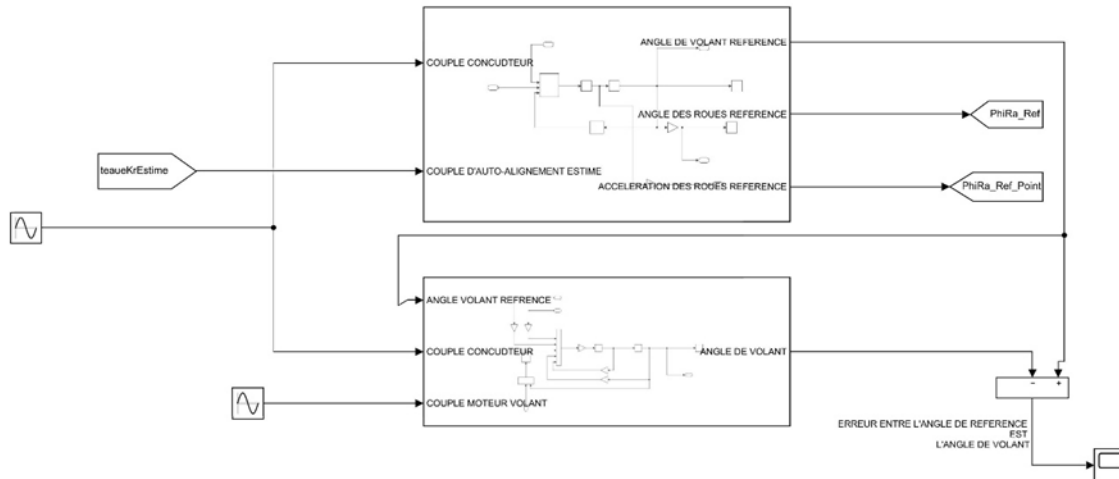 ANGLE DE VOLANT REFERENCE
COUPLE CONCUDTEUR
ANGLE DES ROUES REFERENCE
PhiRa_Ref
teaueKrEstime
COUPLE D'AUTO-ALIGNEMENT ESTIME
ACCELERATION DES ROUES REFERENCE
PhiRa_Ref_Point
ANGLE VOLANT REFRENCE
COUPLE CONCUDTEUR
ANGLE DE VOLANT
COUPLE MOTEUR VOLANT
− +
ERREUR ENTRE L'ANGLE DE REFERENCE
EST
L'ANGLE DE VOLANT